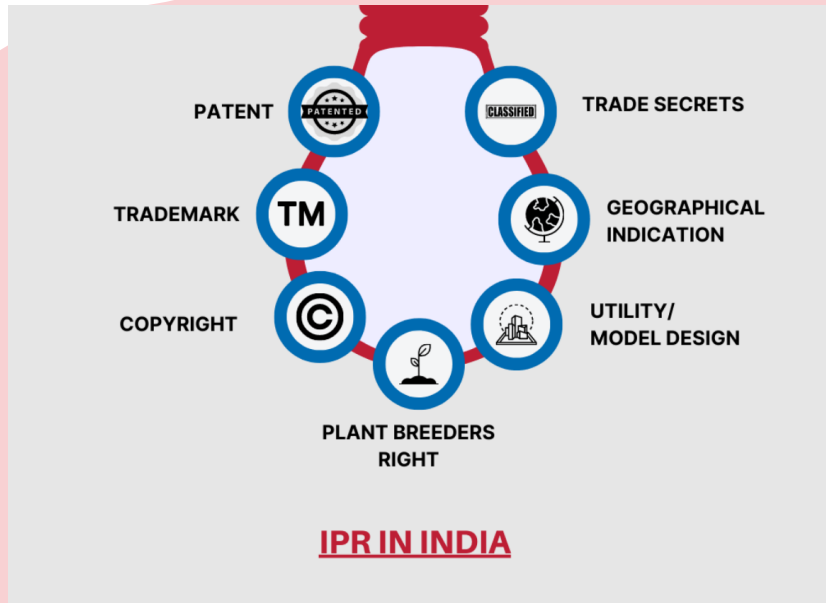 PATENT
PATENTED
CLASSIFIED
TRADE SECRETS
TRADEMARK
TM
GEOGRAPHICAL
INDICATION
COPYRIGHT
©
UTILITY/
MODEL DESIGN
PLANT BREEDERS
RIGHT
IPR IN INDIA